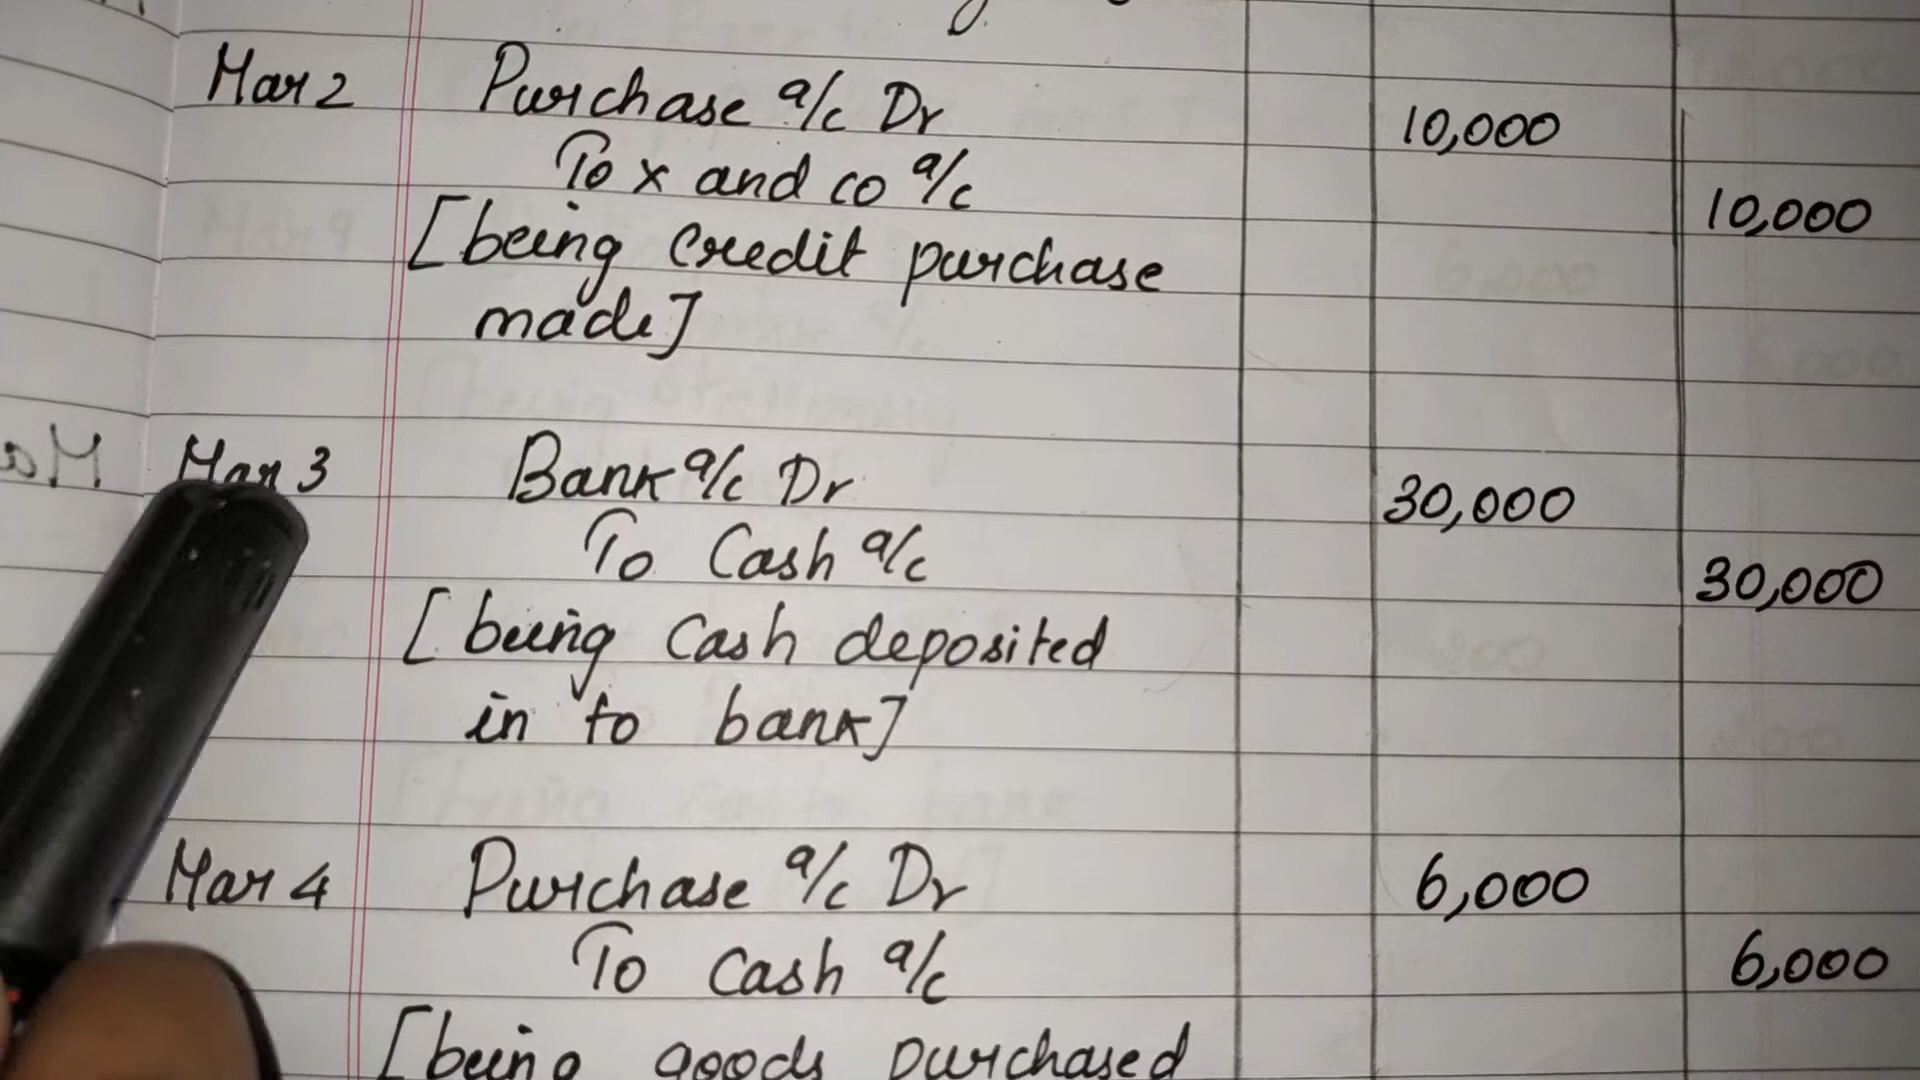 Mar 2 Purchase a/c Dr 10,000
To x and co a/c 10,000
[being credit purchase
made]
Mar 3 Bank a/c Dr 30,000
To Cash a/c 30,000
[being Cash deposited
in to bank]
Mar 4 Purchase a/c Dr 6,000
To Cash a/c 6,000
[being goods purchased